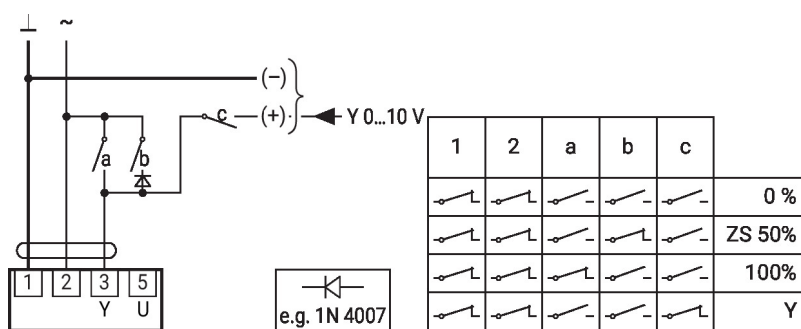 ⊥ ~
(–)
c (+) Y 0...10 V
a b
1 2 3 5
Y U
e.g. 1N 4007
1 2 a b c
0 %
ZS 50%
100%
Y